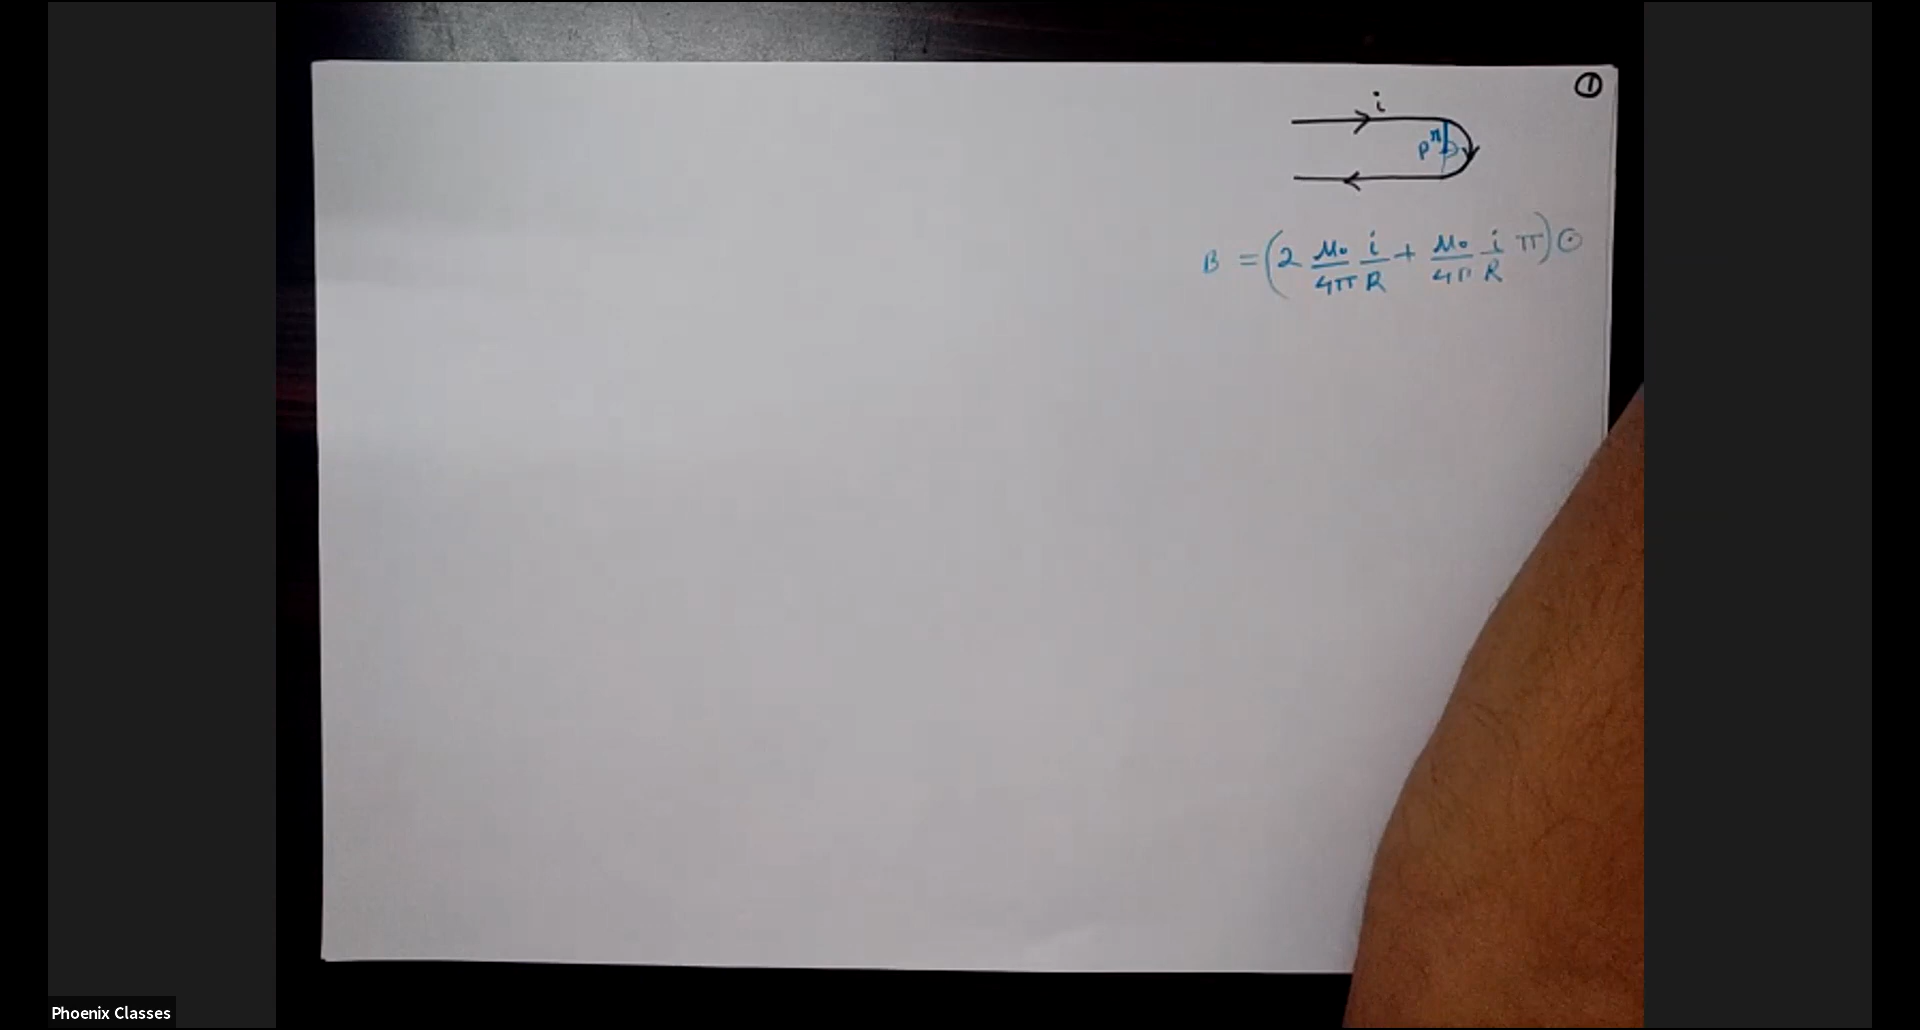 ①
i
P
B = (2 μ₀/4π i/R + μ₀/4π i/R π) ⊙
Phoenix Classes